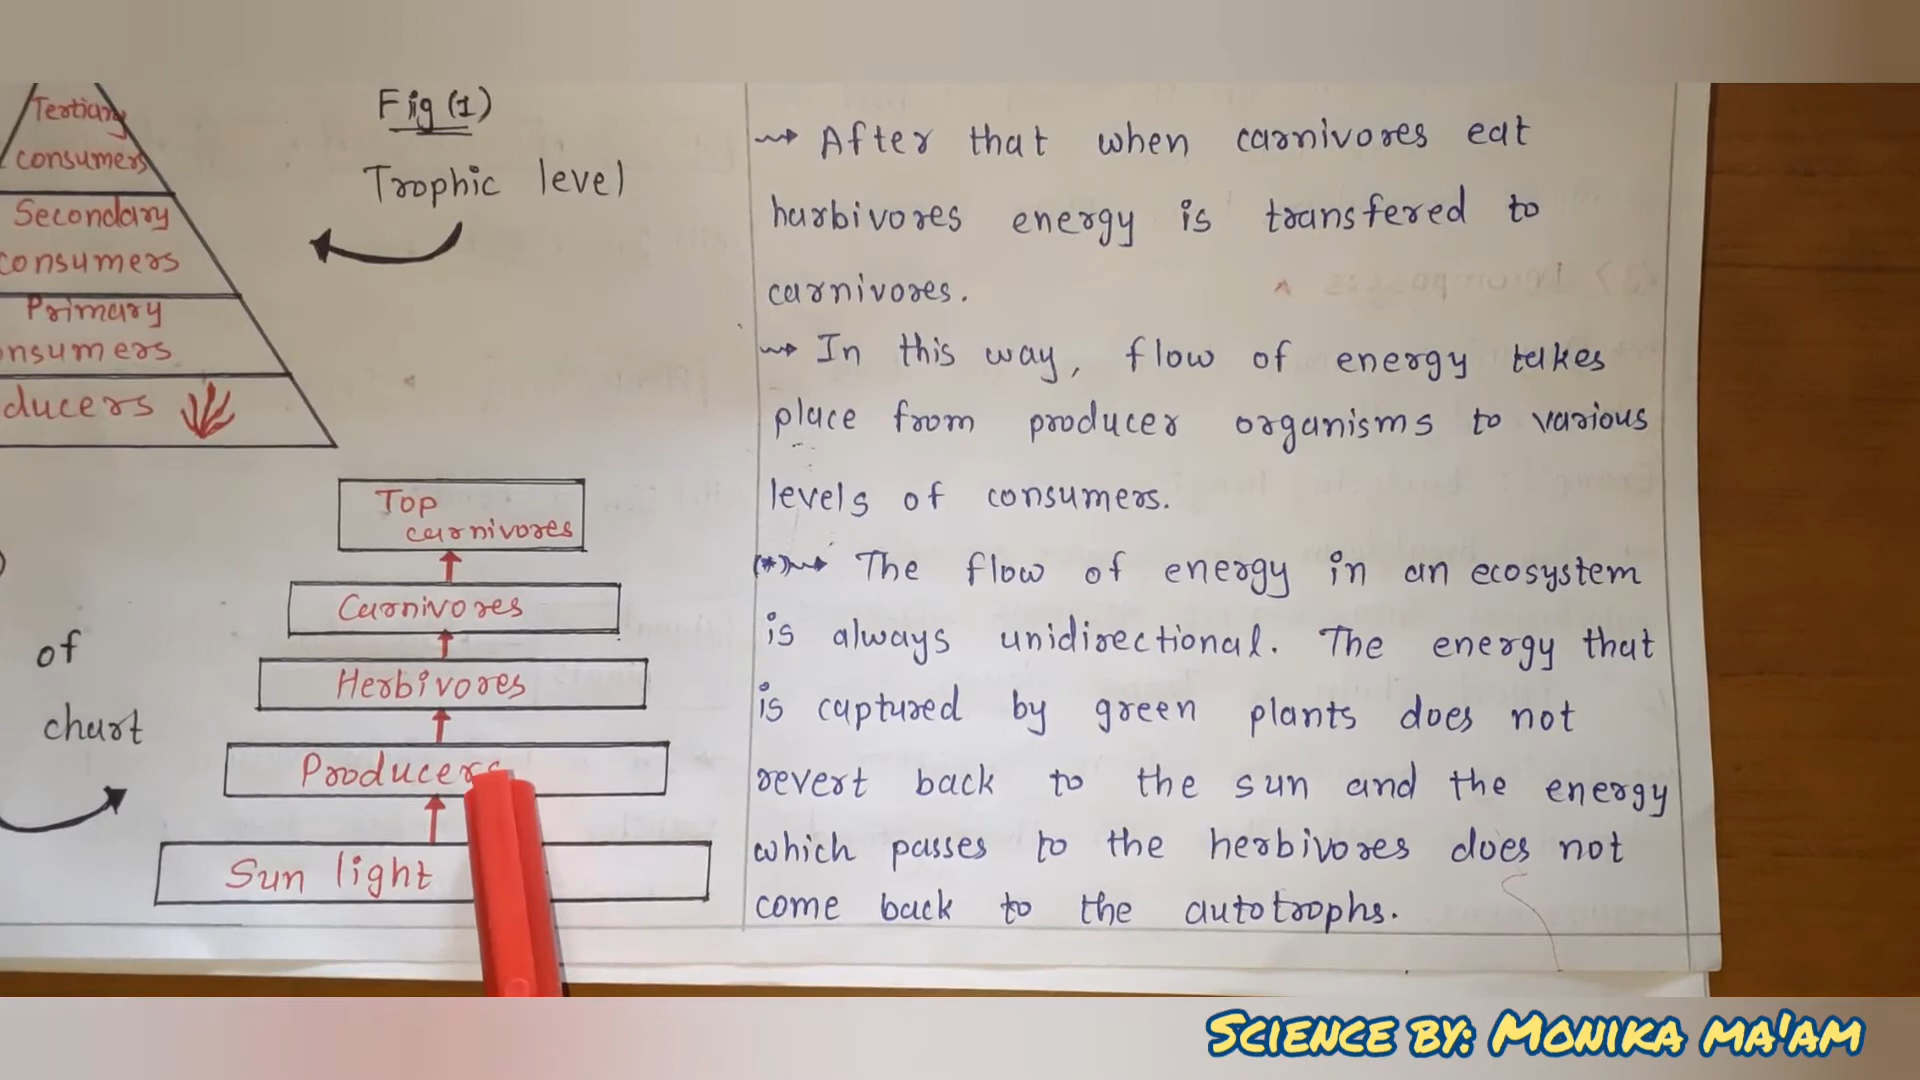 Tertiary
consumers
Secondary
consumers
Primary
nsumers
ducers
Fig (1)
Trophic level
of
chart
Top
carnivores
Carnivores
Herbivores
Producers
Sun light
After that when carnivores eat
harbivores energy is transfered to
carnivores.
In this way, flow of energy takes
place from producer organisms to various
levels of consumers.
(*) The flow of energy in an ecosystem
is always unidirectional. The energy that
is captured by green plants does not
revert back to the sun and the energy
which passes to the herbivores does not
come back to the autotrophs.
SCIENCE BY: MONIKA MA'AM